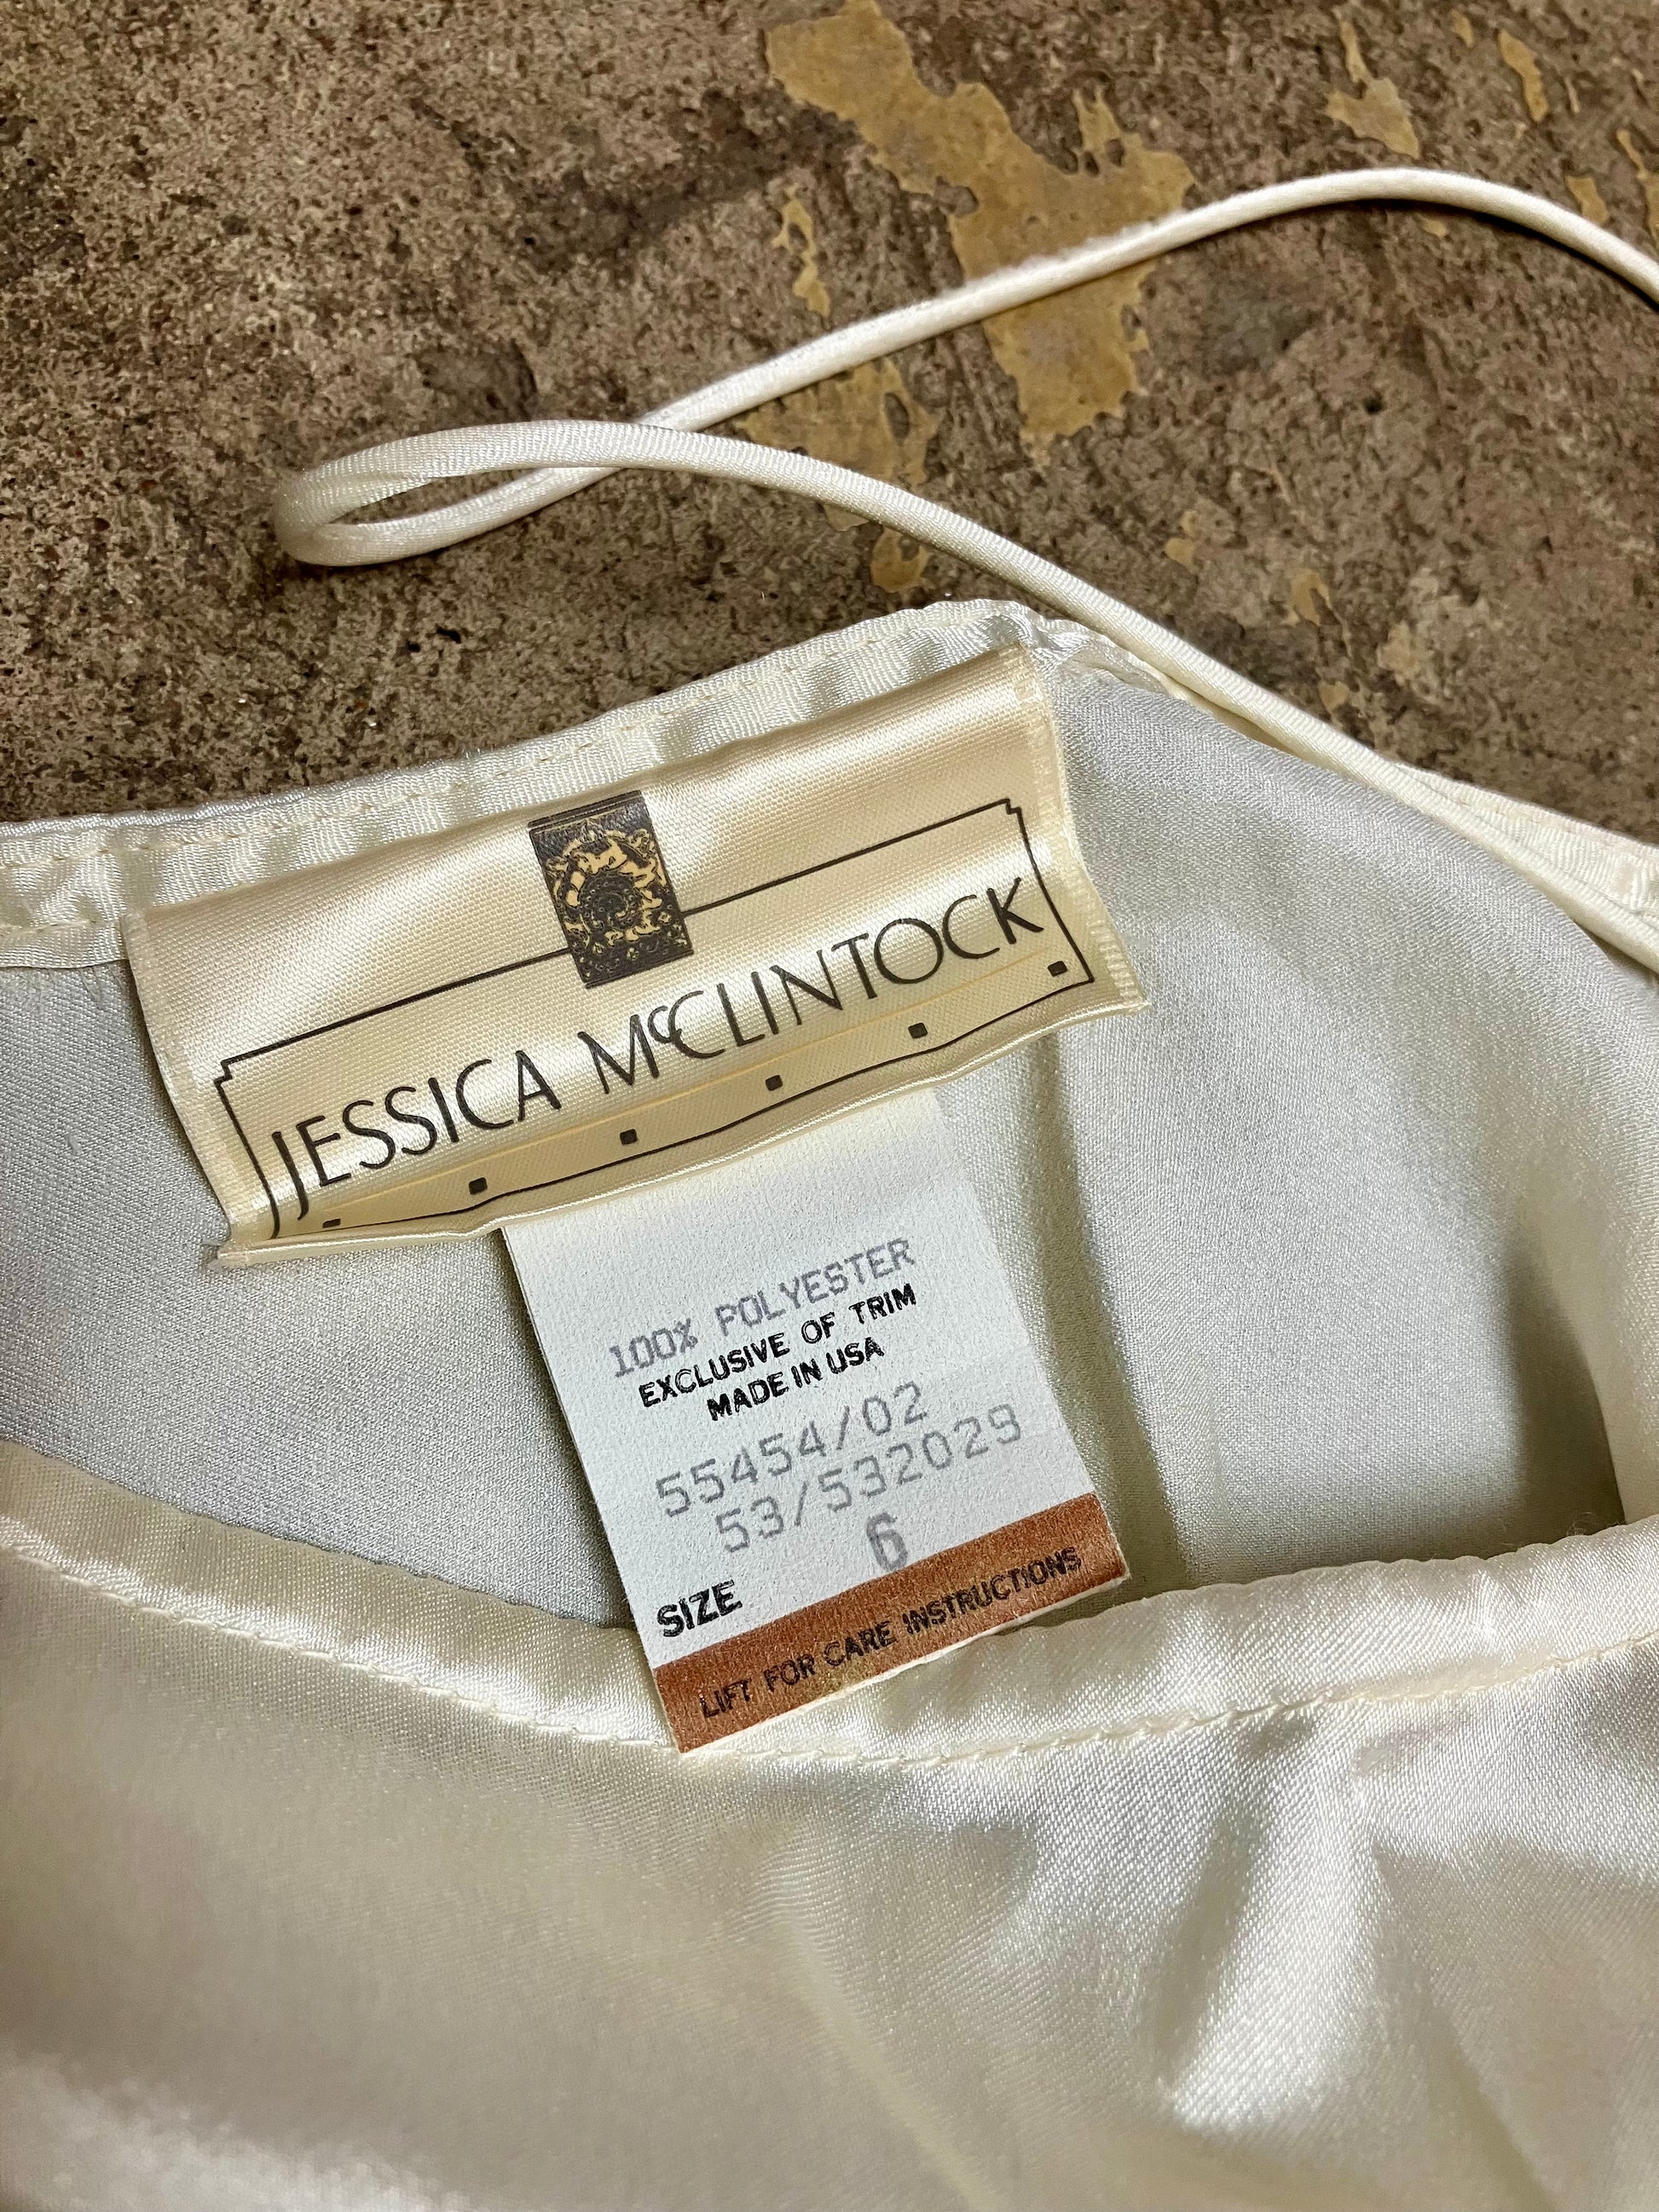 JESSICA McCLINTOCK
100% POLYESTER
EXCLUSIVE OF TRIM
MADE IN USA
55454/02
53/532029
6
SIZE
LIFT FOR CARE INSTRUCTIONS